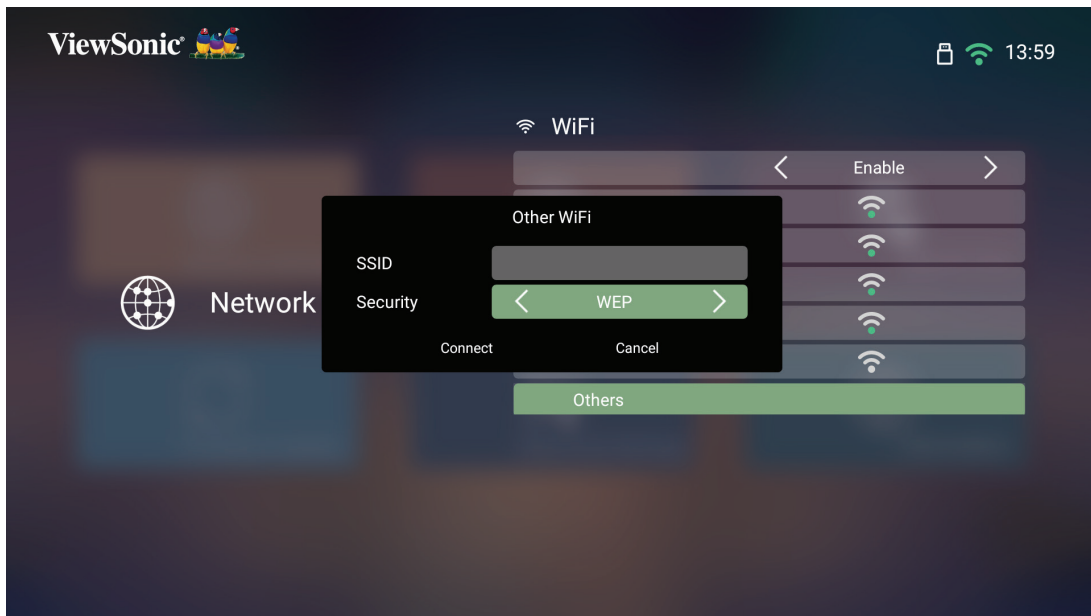 ViewSonic®
13:59
WiFi
Enable
Other WiFi
SSID
Network
Security
WEP
Connect
Cancel
Others